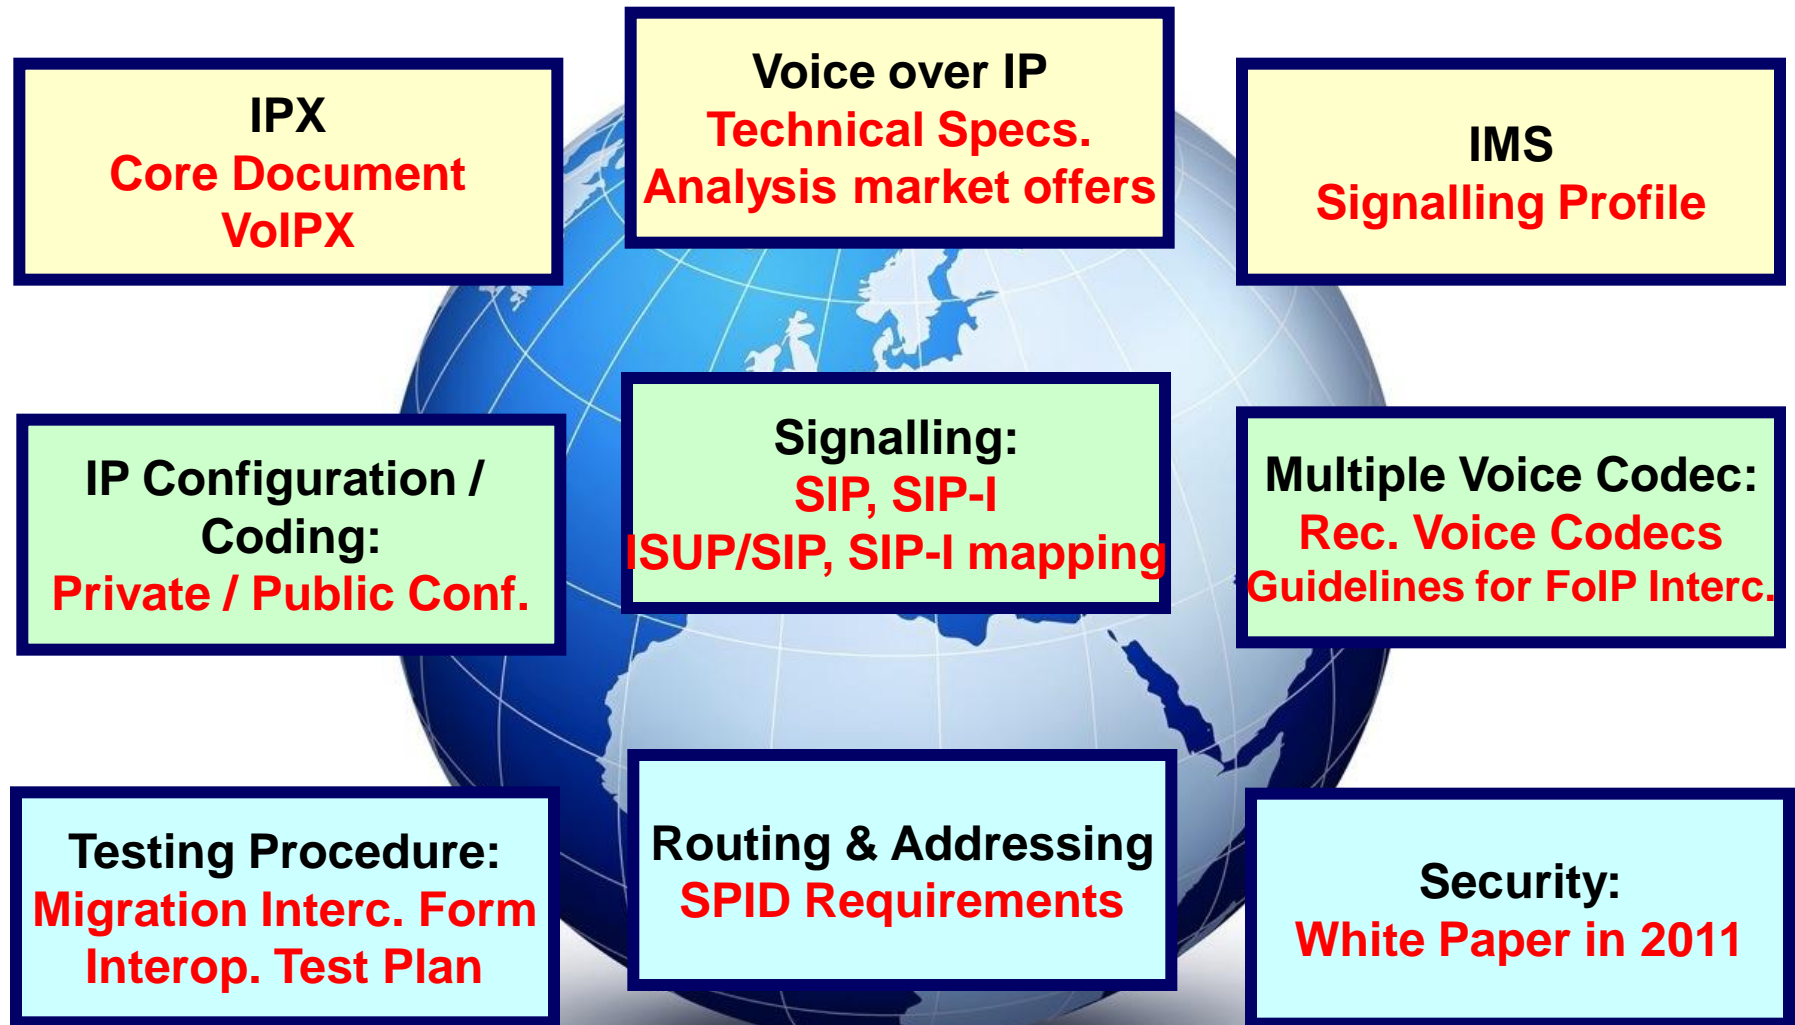 IPX
Core Document
VoIPX
Voice over IP
Technical Specs.
Analysis market offers
IMS
Signalling Profile
IP Configuration /
Coding:
Private / Public Conf.
Signalling:
SIP, SIP-I
ISUP/SIP, SIP-I mapping
Multiple Voice Codec:
Rec. Voice Codecs
Guidelines for FoIP Interc.
Testing Procedure:
Migration Interc. Form
Interop. Test Plan
Routing & Addressing
SPID Requirements
Security:
White Paper in 2011